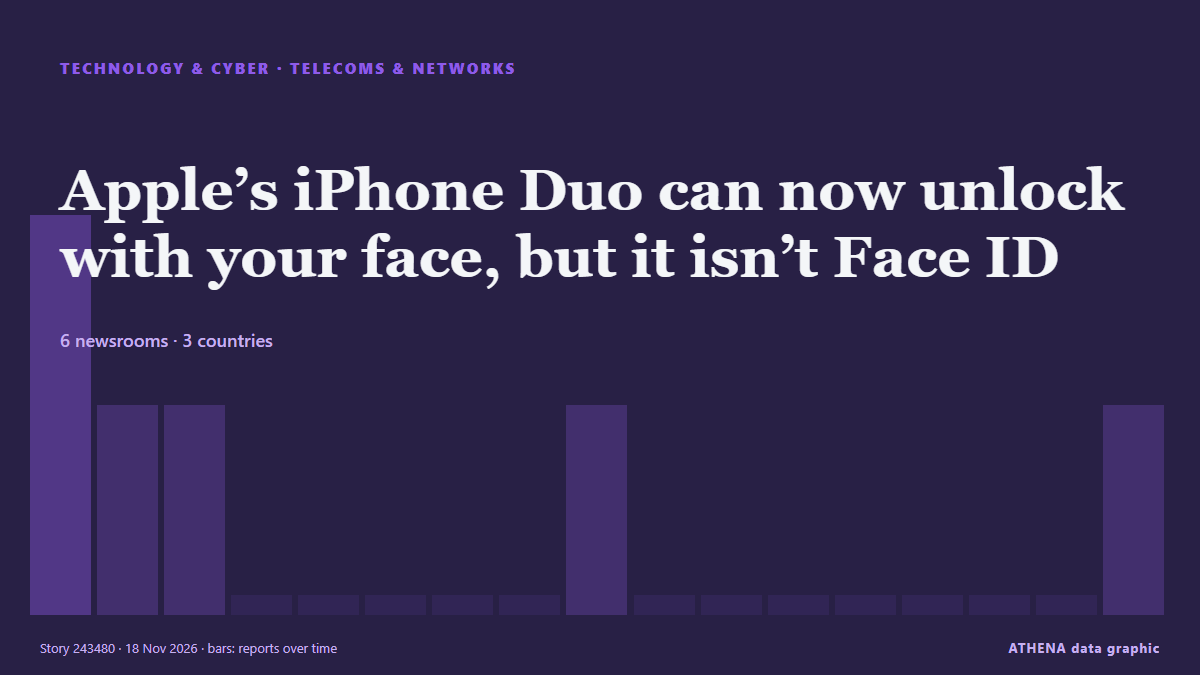 TECHNOLOGY & CYBER · TELECOMS & NETWORKS
Apple’s iPhone Duo can now unlock
with your face, but it isn’t Face ID
6 newsrooms · 3 countries
Story 243480 · 18 Nov 2026 · bars: reports over time
ATHENA data graphic